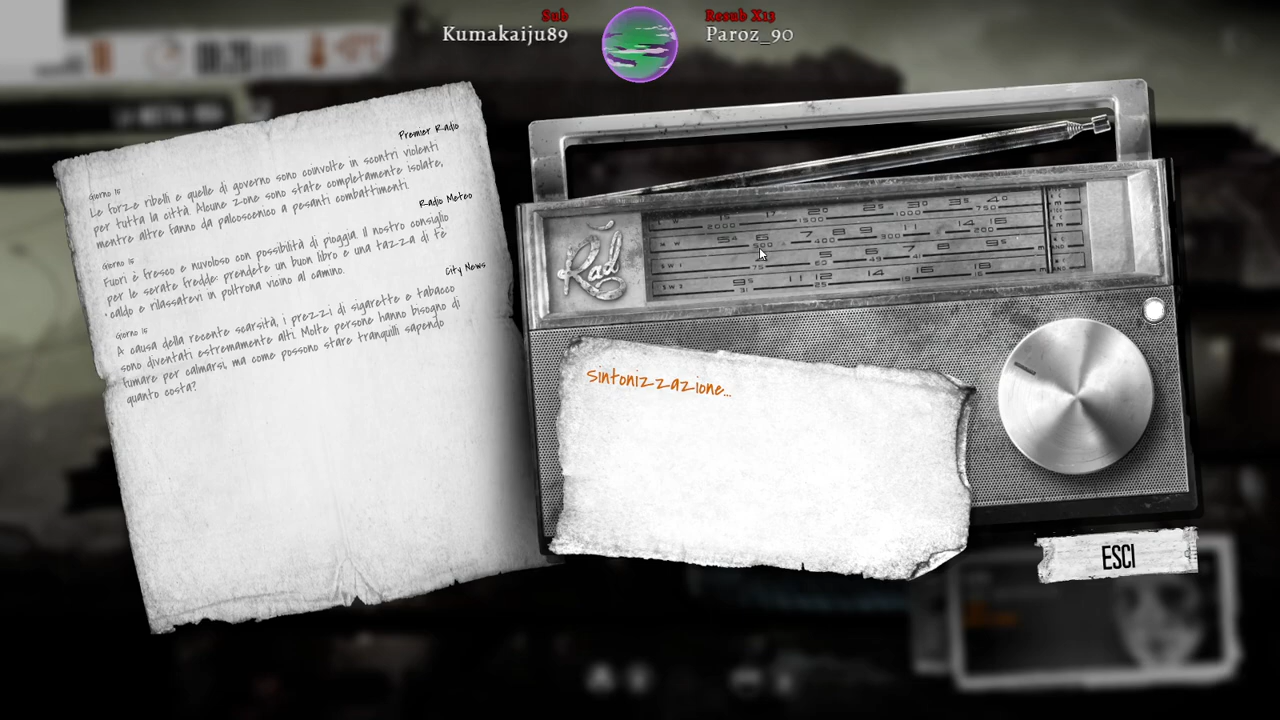 Sub
Kumakaiju89
Resub X13
Paroz_90
Premier Radio
Giorno 15
Le forze ribelli e quelle di governo sono coinvolte in scontri violenti
per tutta la città. Alcune zone sono state completamente isolate,
mentre altre fanno da palcoscenico a pesanti combattimenti.
Radio Meteo
Giorno 15
Fuori è fresco e nuvoloso con possibilità di pioggia. Il nostro consiglio
per le serate fredde: prendete un buon libro e una tazza di tè
caldo e rilassatevi in poltrona vicino al camino.
City News
Giorno 15
A causa della recente scarsità, i prezzi di sigarette e tabacco
sono diventati estremamente alti. Molte persone hanno bisogno di
fumare per calmarsi, ma come possono stare tranquilli sapendo
quanto costa?
Rad
Sintonizzazione...
ESCI